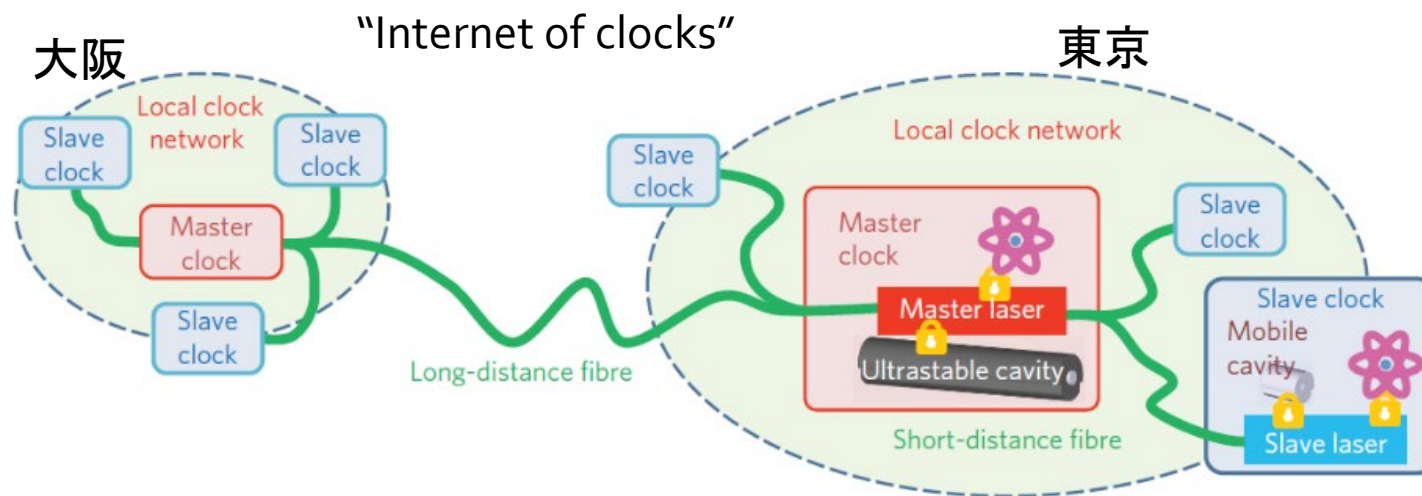 “Internet of clocks”
大阪
東京
Local clock
network
Slave
clock
Slave
clock
Master
clock
Slave
clock
Long-distance fibre
Slave
clock
Local clock network
Master
clock
Master laser
Ultrastable cavity
Short-distance fibre
Slave
clock
Slave clock
Mobile
cavity
Slave laser